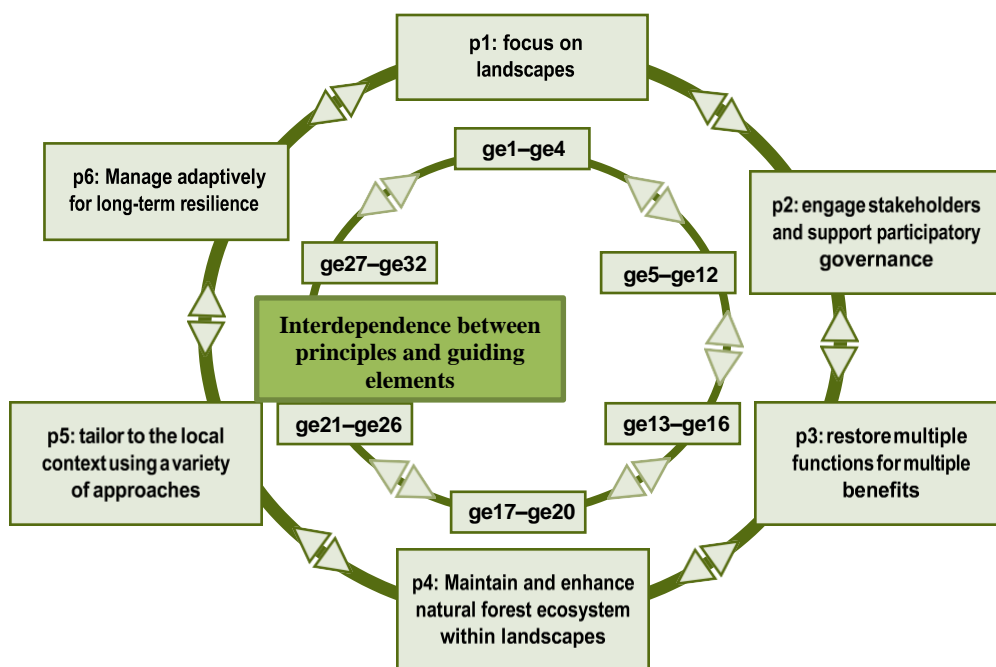 p1: focus on
landscapes
p2: engage stakeholders
and support participatory
governance
p3: restore multiple
functions for multiple
benefits
p4: Maintain and enhance
natural forest ecosystem
within landscapes
p5: tailor to the local
context using a variety
of approaches
p6: Manage adaptively
for long-term resilience
ge1–ge4
ge5–ge12
ge13–ge16
ge17–ge20
ge21–ge26
ge27–ge32
Interdependence between
principles and guiding
elements